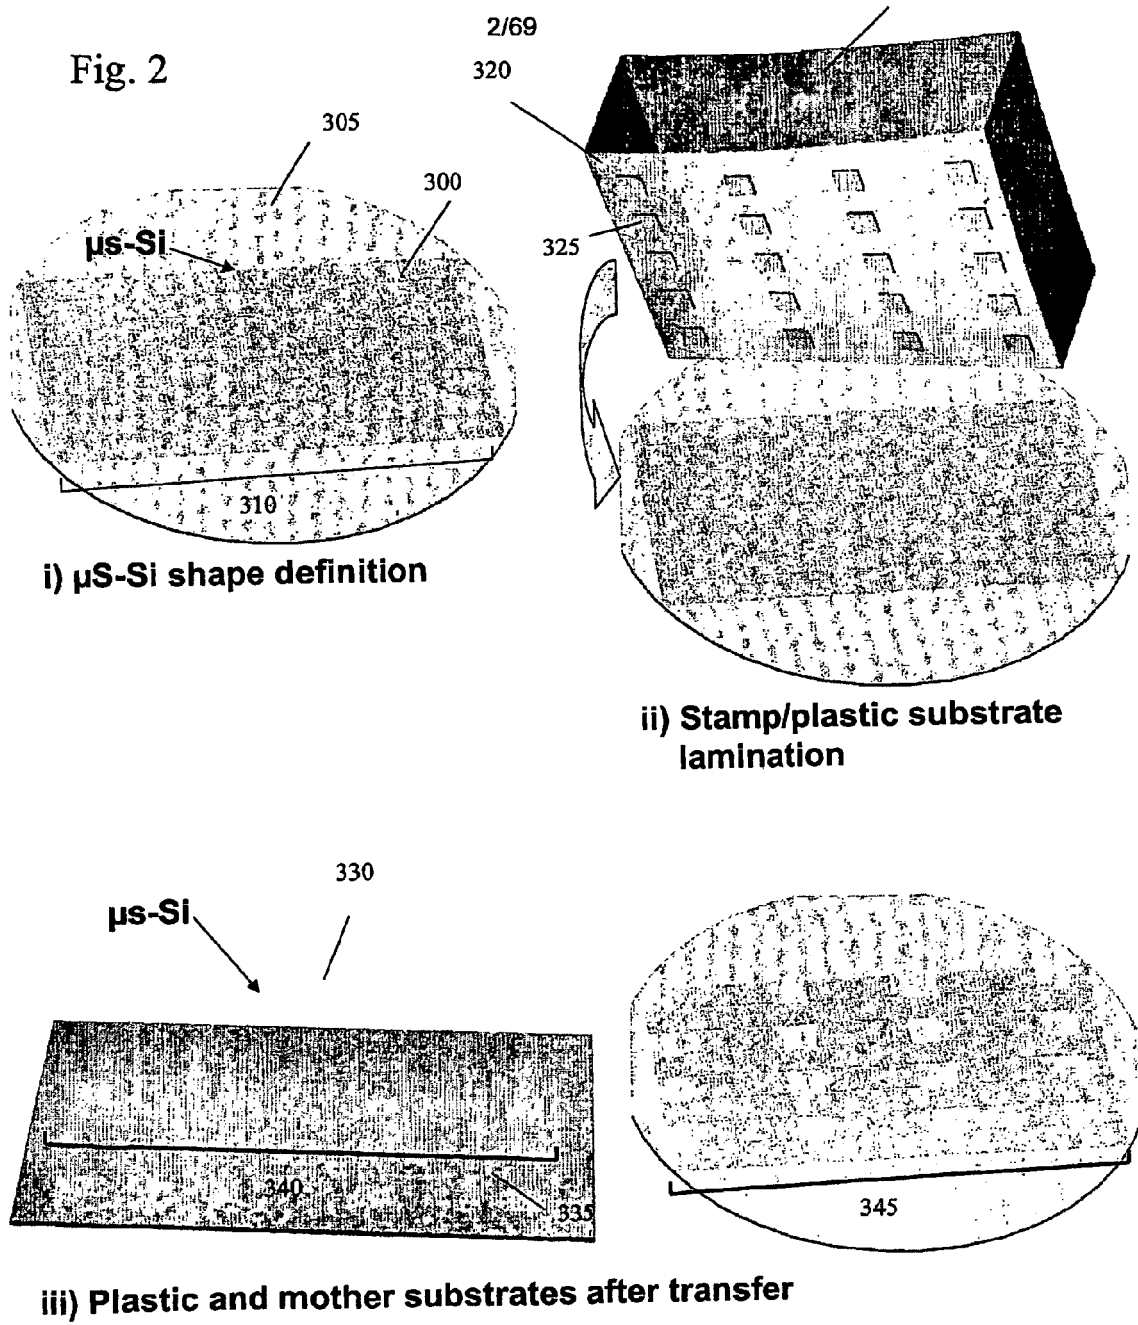 2/69
Fig. 2
320
305
300
µs-Si
325
310
i) µS-Si shape definition
ii) Stamp/plastic substrate
lamination
330
µs-Si
340
335
345
iii) Plastic and mother substrates after transfer